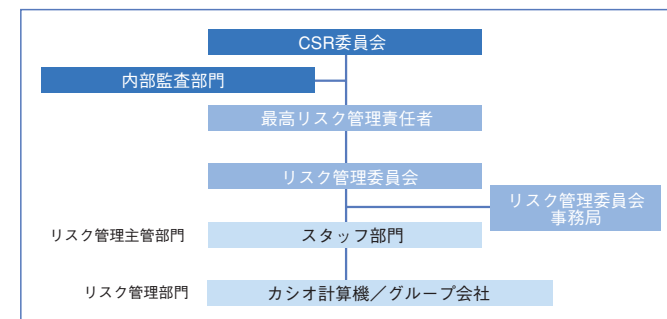 CSR委員会
内部監査部門
最高リスク管理責任者
リスク管理委員会
リスク管理委員会
事務局
リスク管理主管部門
スタッフ部門
リスク管理部門
カシオ計算機／グループ会社